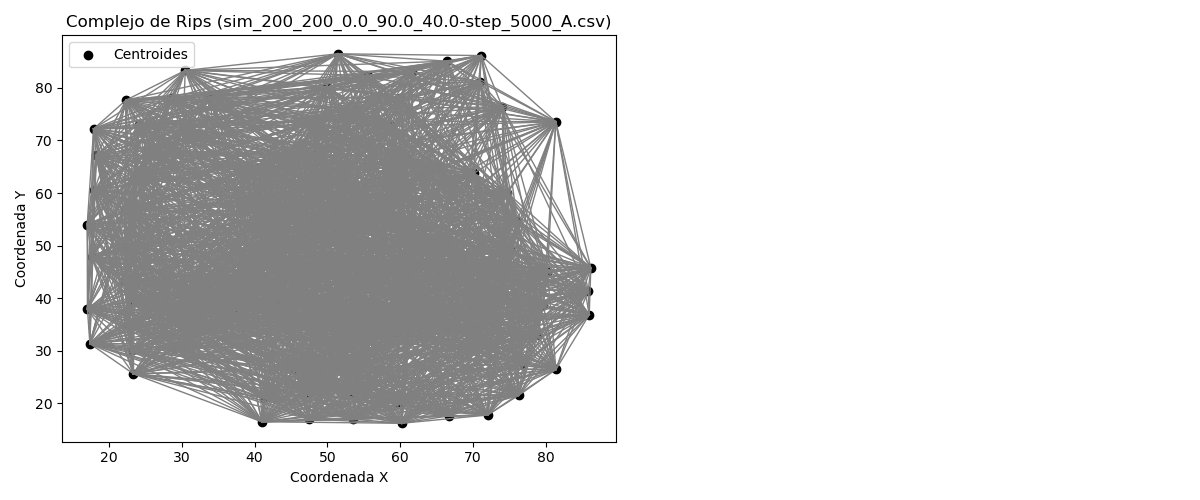 Complejo de Rips (sim_200_200_0.0_90.0_40.0-step_5000_A.csv)
Centroides
Coordenada Y
80
70
60
50
40
30
20
20 30 40 50 60 70 80
Coordenada X